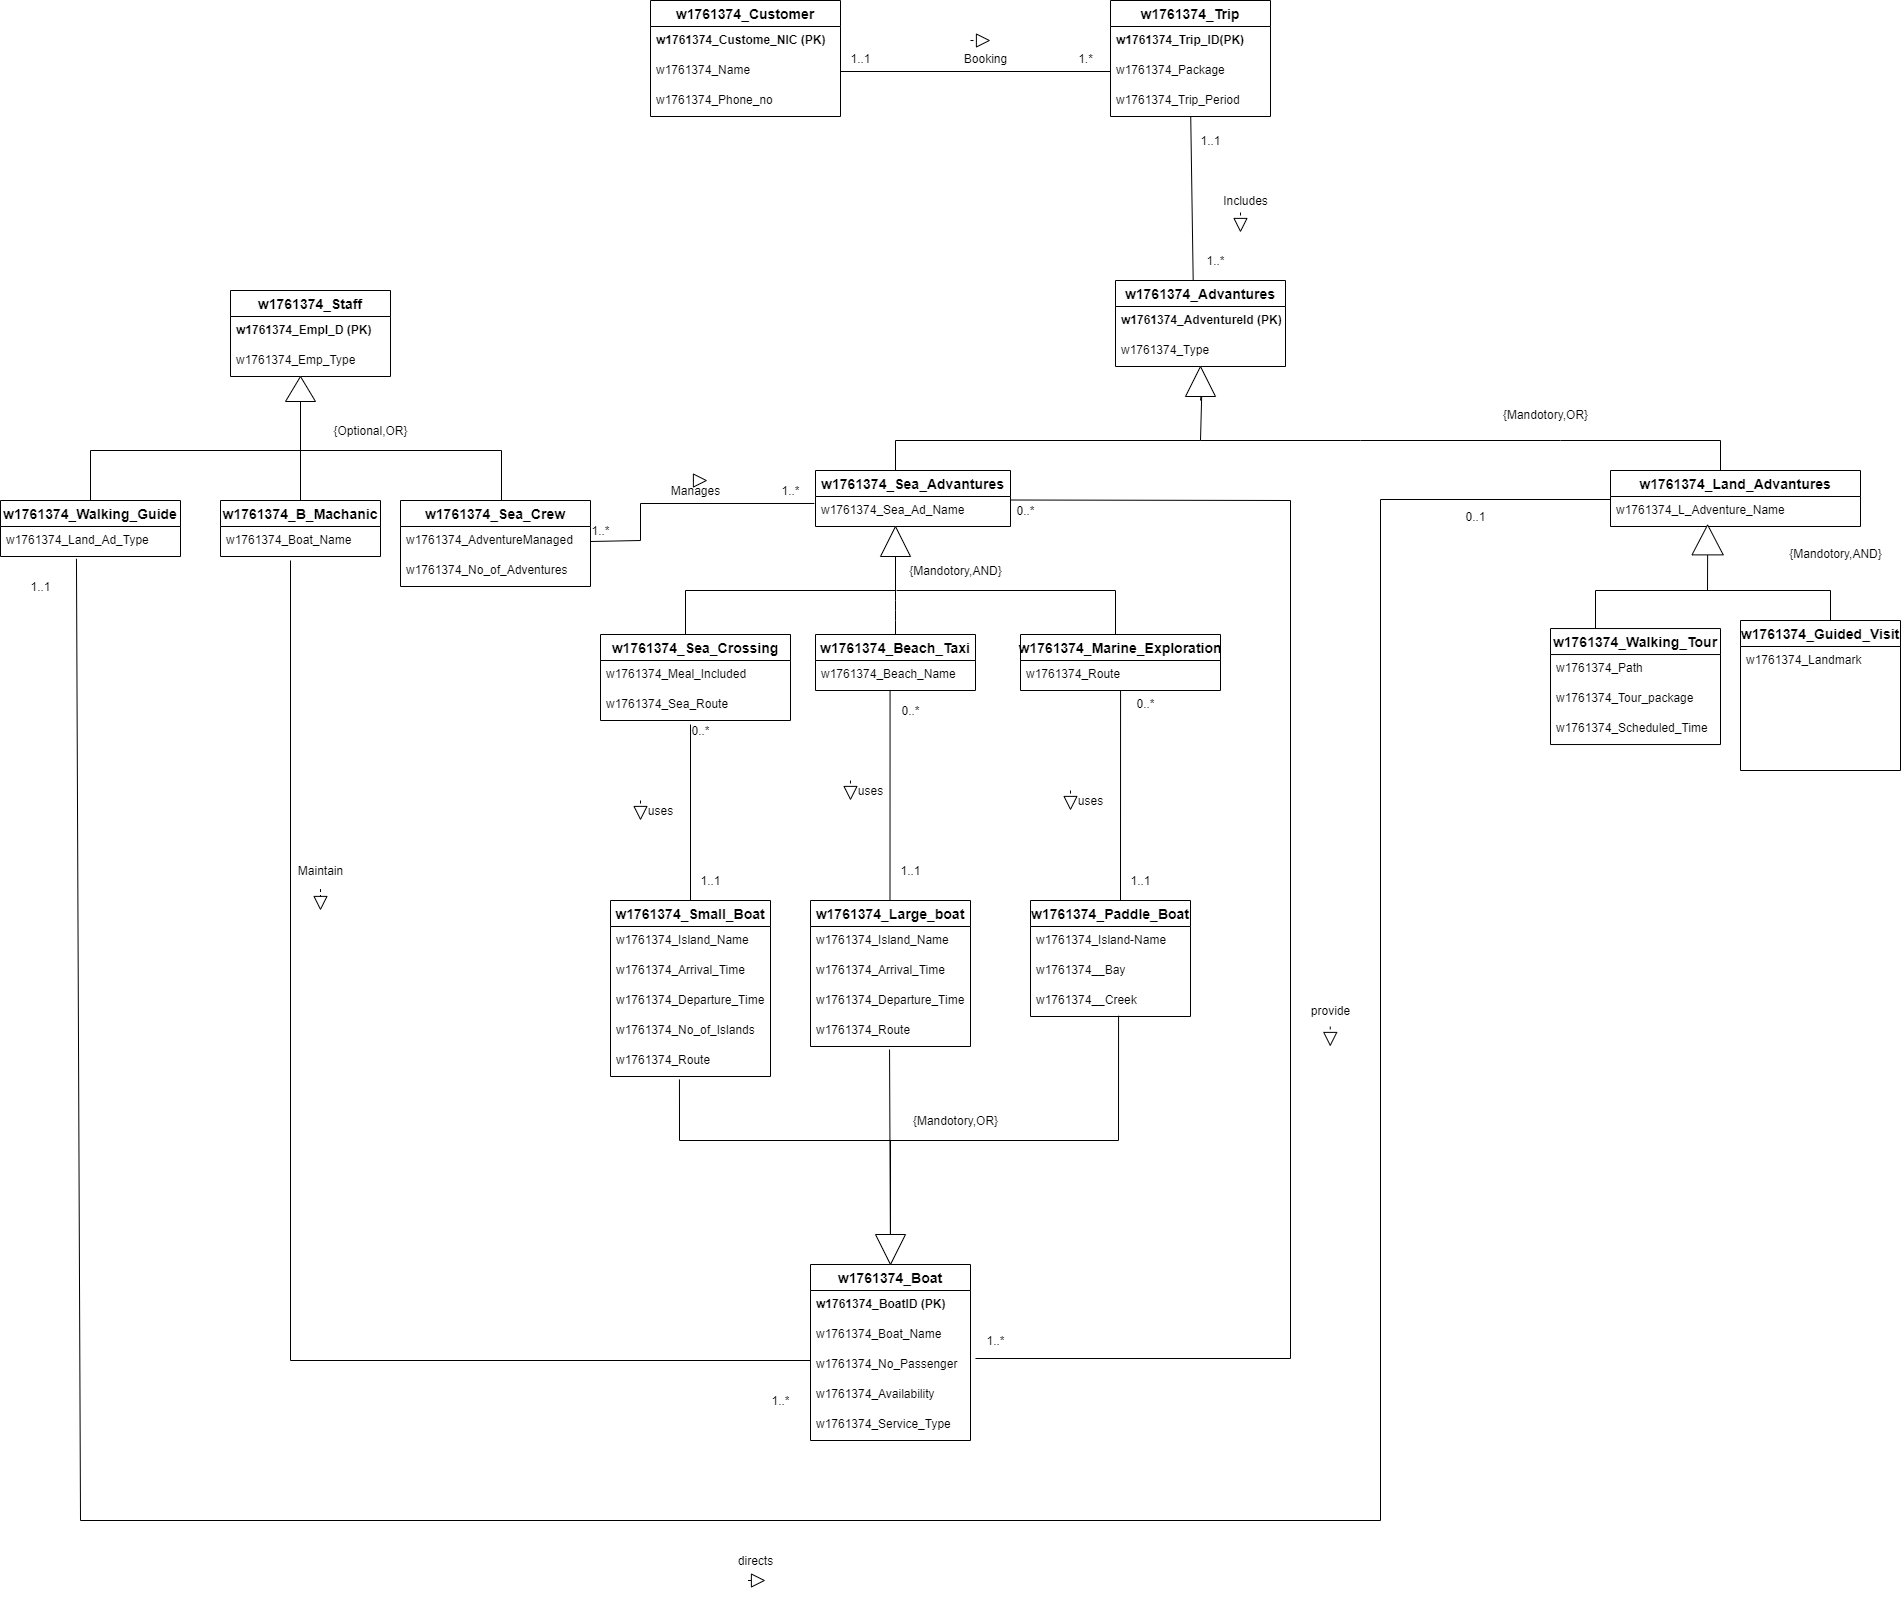 w1761374_Customer
w1761374_Custome_NIC (PK)
w1761374_Name
w1761374_Phone_no
1..1
Booking
1.*
w1761374_Trip
w1761374_Trip_ID(PK)
w1761374_Package
w1761374_Trip_Period
1..1
Includes
1..*
w1761374_Advantures
w1761374_AdventureId (PK)
w1761374_Type
{Mandotory,OR}
w1761374_Staff
w1761374_Empl_D (PK)
w1761374_Emp_Type
{Optional,OR}
w1761374_Walking_Guide
w1761374_Land_Ad_Type
1..1
w1761374_B_Machanic
w1761374_Boat_Name
w1761374_Sea_Crew
w1761374_AdventureManaged
w1761374_No_of_Adventures
1..*
Manages
1..*
w1761374_Sea_Advantures
w1761374_Sea_Ad_Name
0..*
{Mandotory,AND}
w1761374_Land_Advantures
w1761374_L_Adventure_Name
0..1
{Mandotory,AND}
w1761374_Sea_Crossing
w1761374_Meal_Included
w1761374_Sea_Route
0..*
w1761374_Beach_Taxi
w1761374_Beach_Name
0..*
w1761374_Marine_Exploration
w1761374_Route
0..*
w1761374_Walking_Tour
w1761374_Path
w1761374_Tour_package
w1761374_Scheduled_Time
w1761374_Guided_Visit
w1761374_Landmark
uses
uses
uses
Maintain
1..1
1..1
1..1
w1761374_Small_Boat
w1761374_Island_Name
w1761374_Arrival_Time
w1761374_Departure_Time
w1761374_No_of_Islands
w1761374_Route
w1761374_Large_boat
w1761374_Island_Name
w1761374_Arrival_Time
w1761374_Departure_Time
w1761374_Route
w1761374_Paddle_Boat
w1761374_Island-Name
w1761374__Bay
w1761374__Creek
provide
{Mandotory,OR}
w1761374_Boat
w1761374_BoatID (PK)
w1761374_Boat_Name
w1761374_No_Passenger
w1761374_Availability
w1761374_Service_Type
1..*
1..*
directs